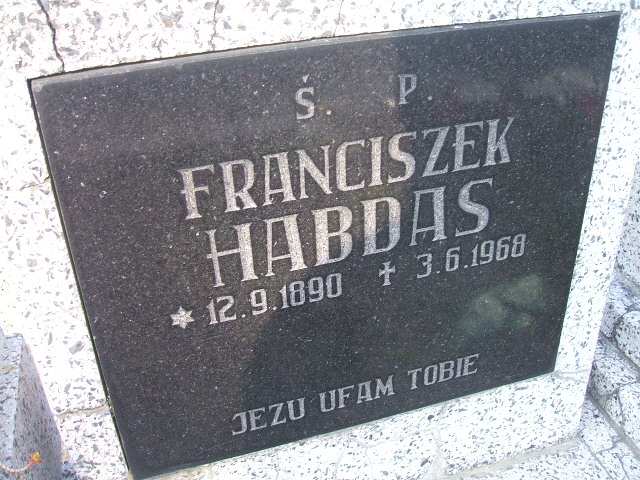 Ś. P.
FRANCISZEK
HABDAS
12.9.1890 3.6.1968
JEZU UFAM TOBIE